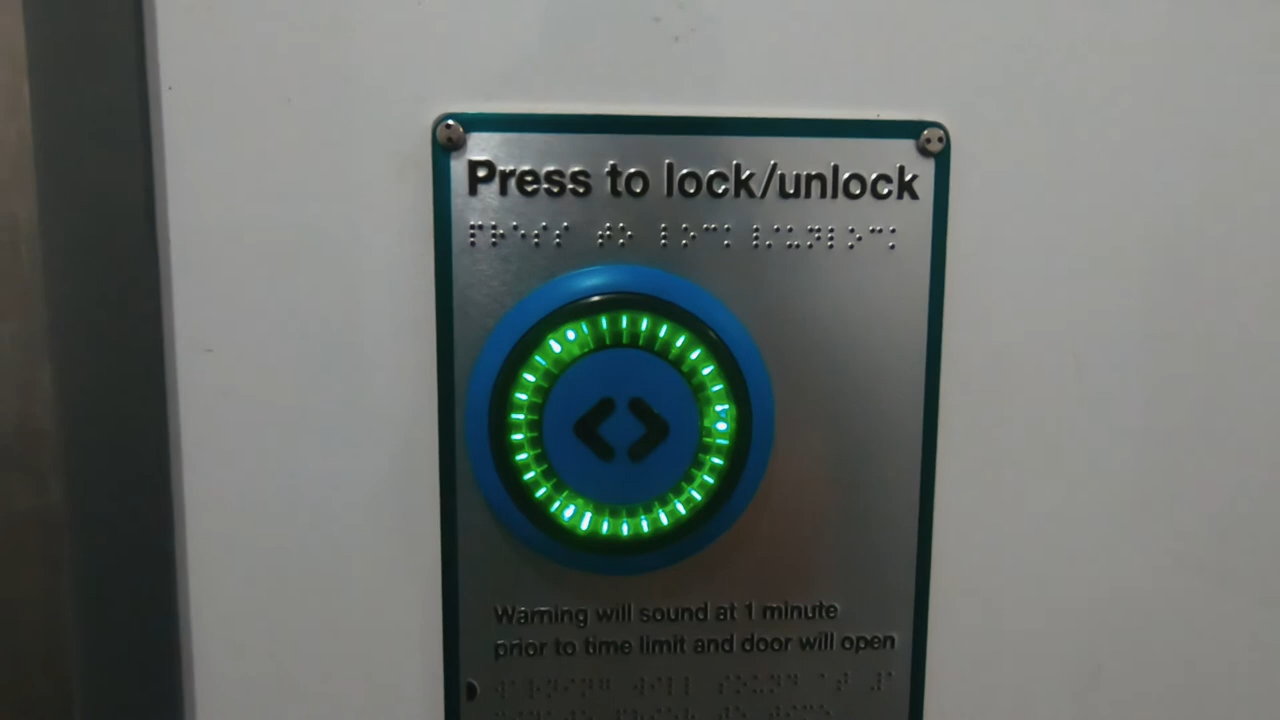 Press to lock/unlock
⠏⠗⠑⠎⠎ ⠞⠕ ⠇⠕⠉⠅⠸⠌⠥⠝⠇⠕⠉⠅
< >
Warning will sound at 1 minute
prior to time limit and door will open